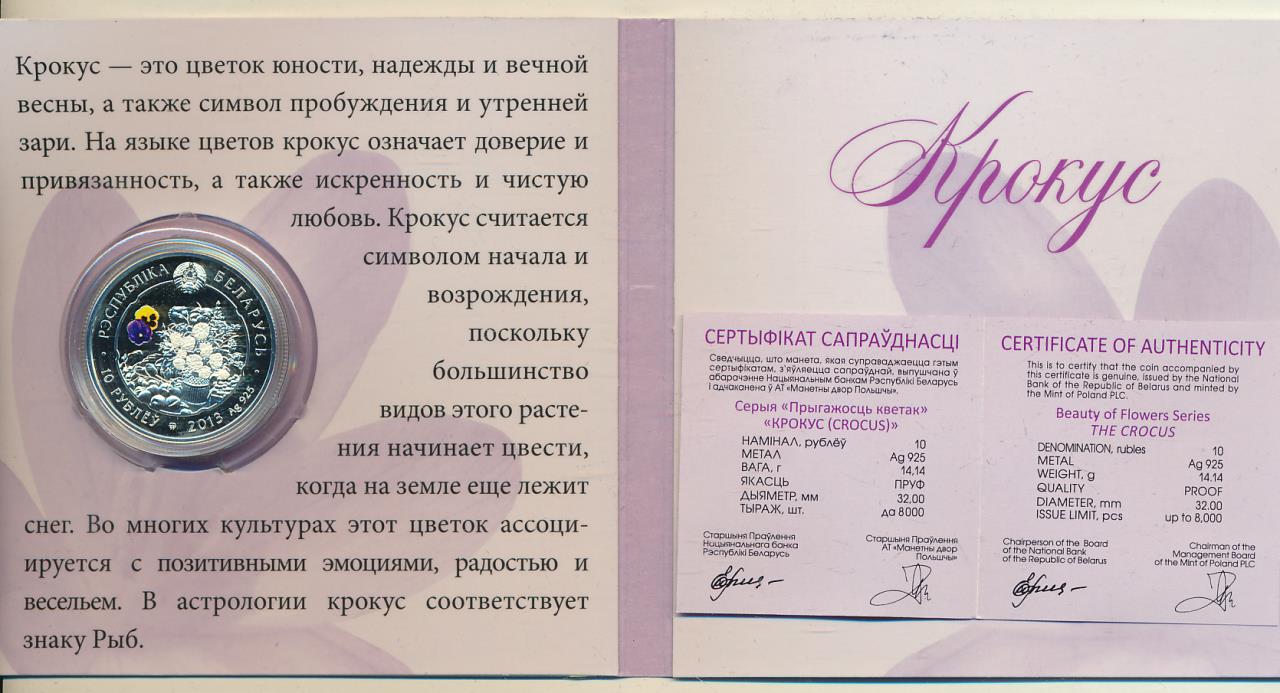 Крокус — это цветок юности, надежды и вечной
весны, а также символ пробуждения и утренней
зари. На языке цветов крокус означает доверие и
привязанность, а также искренность и чистую
любовь. Крокус считается
символом начала и
возрождения,
поскольку
большинство
видов этого расте-
ния начинает цвести,
когда на земле еще лежит
снег. Во многих культурах этот цветок ассоци-
ируется с позитивными эмоциями, радостью и
весельем. В астрологии крокус соответствует
знаку Рыб.
РЭСПУБЛІКА БЕЛАРУСЬ
10 РУБЛЁЎ 2013 Ag 925
Крокус
СЕРТЫФІКАТ САПРАЎДНАСЦІ
Сведчыцца, што манета, якая суправаджаецца гэтым
сертыфікатам, з'яўляецца сапраўднай, выпушчана ў
абарачэнне Нацыянальным банкам Рэспублікі Беларусь
і адчаканена ў АТ «Манетны двор Польшчы».
Серыя «Прыгажосць кветак»
«КРОКУС (CROCUS)»
НАМІНАЛ, рублёў 10
МЕТАЛ Ag 925
ВАГА, г 14,14
ЯКАСЦЬ ПРУФ
ДЫЯМЕТР, мм 32,00
ТЫРАЖ, шт. да 8000
Старшыня Праўлення
Нацыянальнага банка
Рэспублікі Беларусь
Старшыня Праўлення
АТ «Манетны двор
Польшчы»
CERTIFICATE OF AUTHENTICITY
This is to certify that the coin accompanied by
this certificate is genuine, issued by the National
Bank of the Republic of Belarus and minted by
the Mint of Poland PLC.
Beauty of Flowers Series
THE CROCUS
DENOMINATION, rubles 10
METAL Ag 925
WEIGHT, g 14.14
QUALITY PROOF
DIAMETER, mm 32.00
ISSUE LIMIT, pcs up to 8,000
Chairperson of the Board
of the National Bank
of the Republic of Belarus
Chairman of the
Management Board
of the Mint of Poland PLC